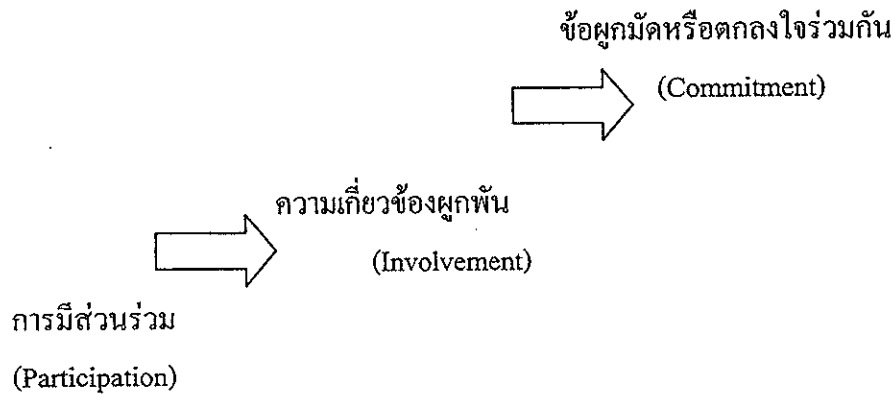 ข้อผูกมัดหรือตกลงใจร่วมกัน
(Commitment)
ความเกี่ยวข้องผูกพัน
(Involvement)
การมีส่วนร่วม
(Participation)